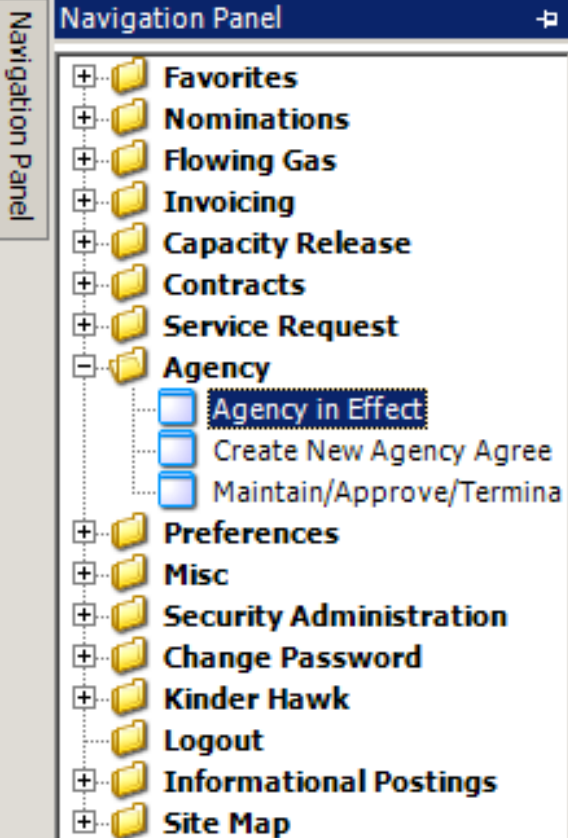 Navigation Panel
Navigation Panel
Favorites
Nominations
Flowing Gas
Invoicing
Capacity Release
Contracts
Service Request
Agency
Agency in Effect
Create New Agency Agree
Maintain/Approve/Termina
Preferences
Misc
Security Administration
Change Password
Kinder Hawk
Logout
Informational Postings
Site Map